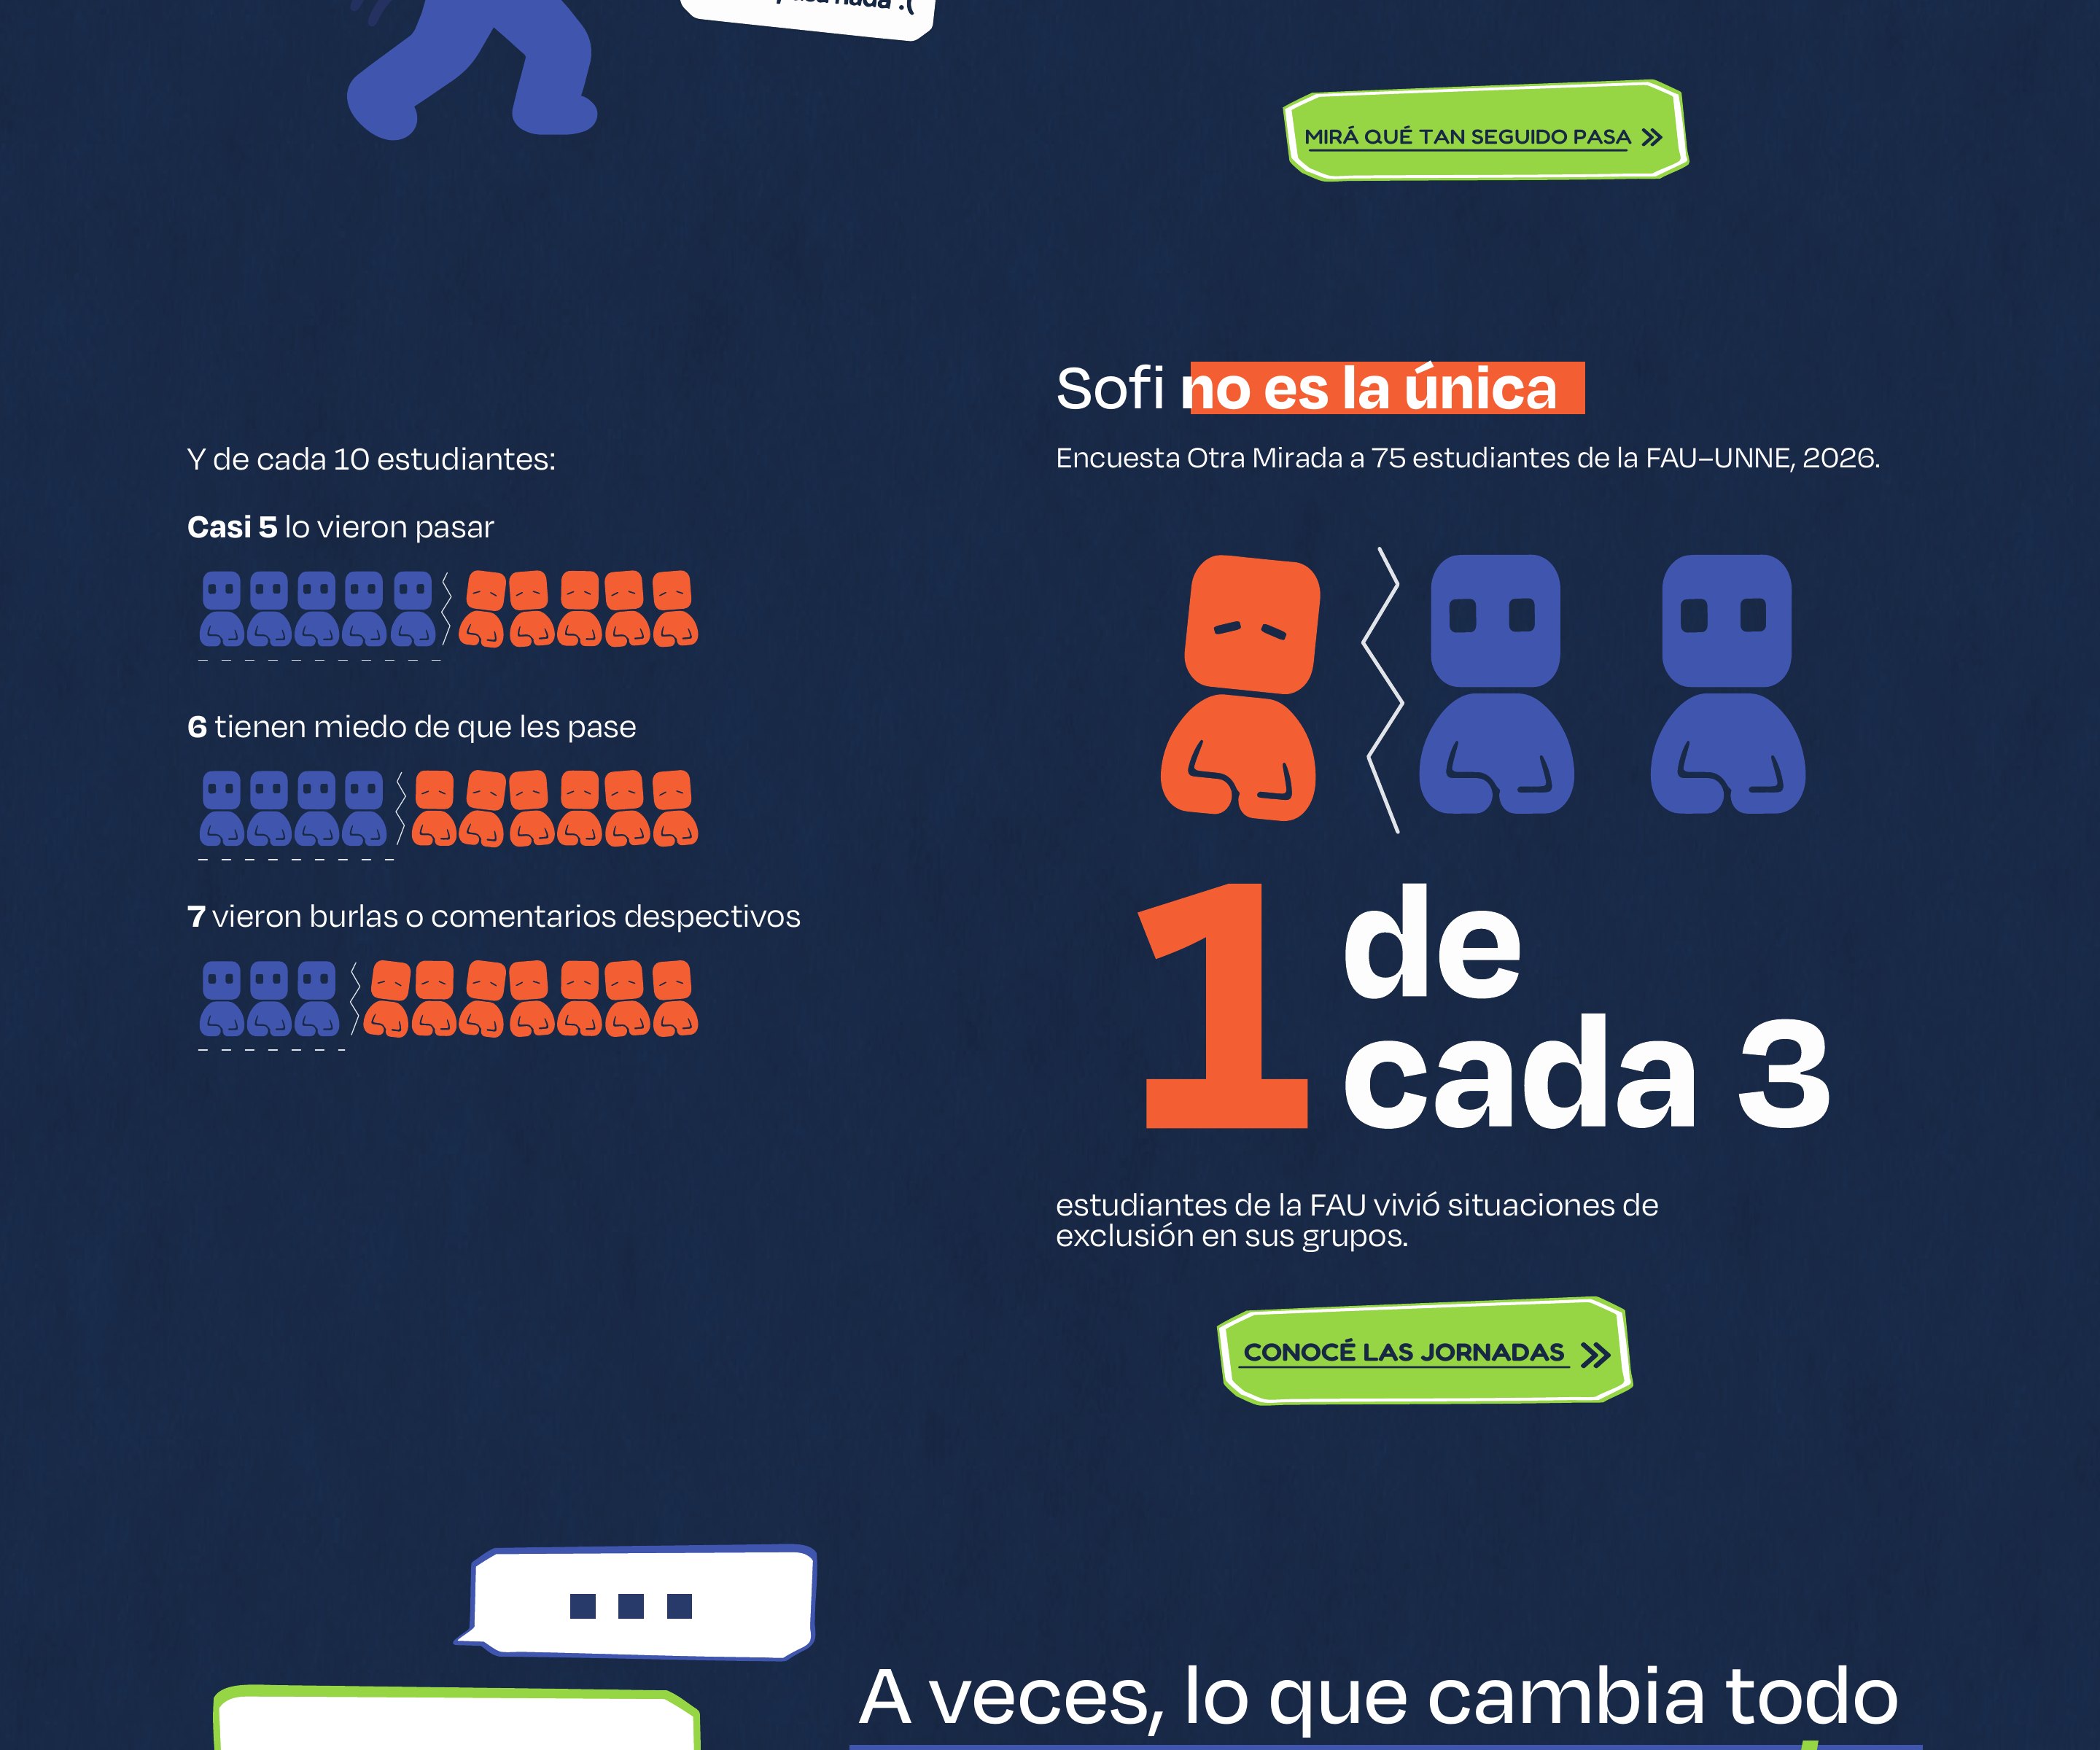 nada :(
MIRÁ QUÉ TAN SEGUIDO PASA
Sofi no es la única
Encuesta Otra Mirada a 75 estudiantes de la FAU–UNNE, 2026.
1 de
cada 3
estudiantes de la FAU vivió situaciones de
exclusión en sus grupos.
CONOCÉ LAS JORNADAS
Y de cada 10 estudiantes:
Casi 5 lo vieron pasar
6 tienen miedo de que les pase
7 vieron burlas o comentarios despectivos
A veces, lo que cambia todo